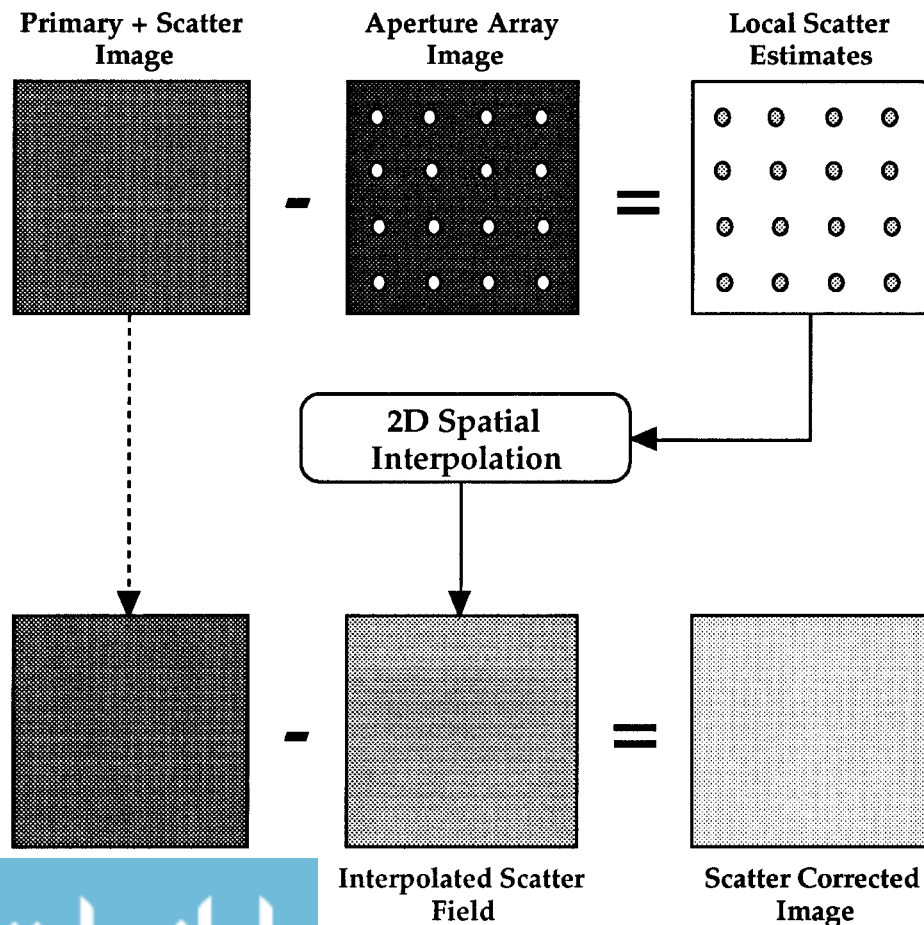 Primary + Scatter
Image
Aperture Array
Image
Local Scatter
Estimates
-
=
2D Spatial
Interpolation
-
=
Interpolated Scatter
Field
Scatter Corrected
Image